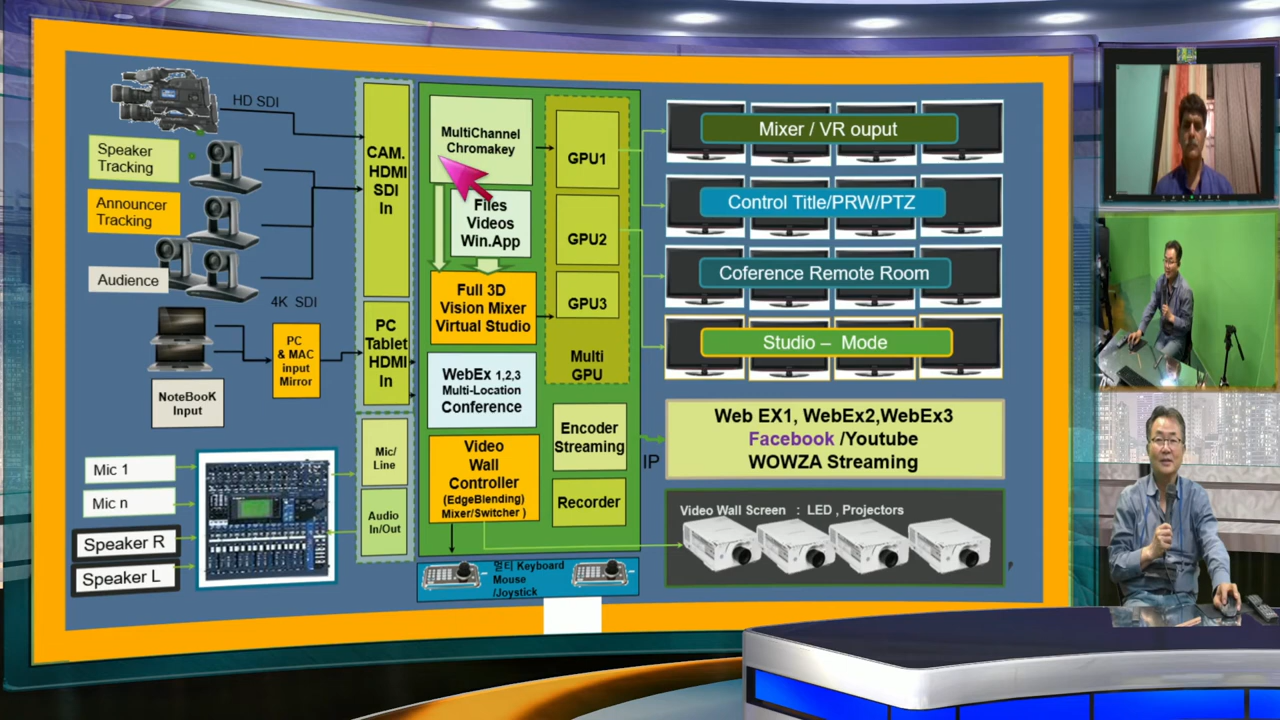 HD SDI
Speaker
Tracking
Announcer
Tracking
Audience
4K SDI
PC
& MAC
input
Mirror
NoteBooK
Input
Mic 1
Mic n
Speaker R
Speaker L
CAM.
HDMI
SDI
In
PC
Tablet
HDMI
In
Mic/
Line
Audio
In/Out
MultiChannel
Chromakey
Files
Videos
Win.App
Full 3D
Vision Mixer
Virtual Studio
WebEx 1,2,3
Multi-Location
Conference
Video
Wall
Controller
(EdgeBlending)
Mixer/Switcher )
GPU1
GPU2
GPU3
Multi
GPU
Encoder
Streaming
Recorder
멀티 Keyboard
Mouse
/Joystick
IP
Mixer / VR ouput
Control Title/PRW/PTZ
Coference Remote Room
Studio – Mode
Web EX1, WebEx2,WebEx3
Facebook /Youtube
WOWZA Streaming
Video Wall Screen : LED , Projectors